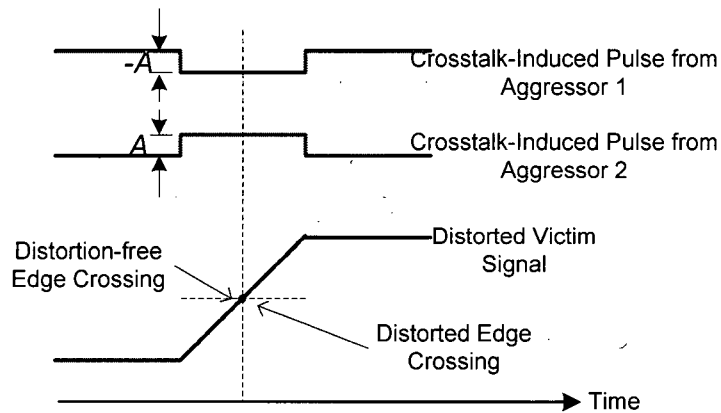 -A
Crosstalk-Induced Pulse from
Aggressor 1
A
Crosstalk-Induced Pulse from
Aggressor 2
Distorted Victim
Signal
Distortion-free
Edge Crossing
Distorted Edge
Crossing
Time